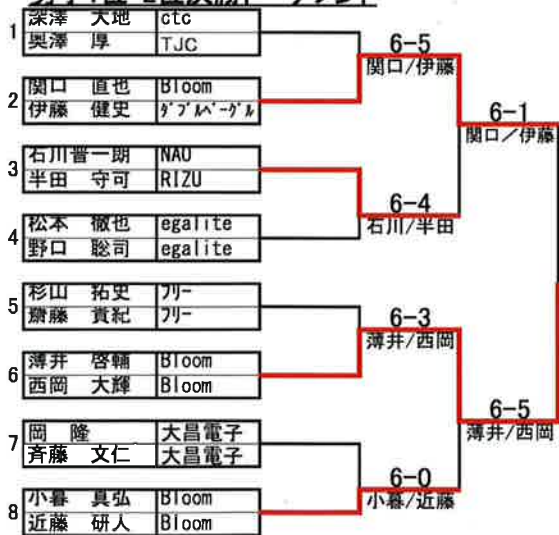 1 深澤 大地 ctc
奥澤 厚 TJC
2 関口 直也 Bloom
伊藤 健史 ダブルベーグル
3 石川晋一朗 NAU
半田 守可 RIZU
4 松本 徹也 egalite
野口 聡司 egalite
5 杉山 拓史 フリー
齋藤 貴紀 フリー
6 薄井 啓輔 Bloom
西岡 大輝 Bloom
7 岡 隆 大昌電子
斉藤 文仁 大昌電子
8 小暮 真弘 Bloom
近藤 研人 Bloom
6-5
関口/伊藤
6-4
石川/半田
6-3
薄井/西岡
6-0
小暮/近藤
6-1
関口/伊藤
6-5
薄井/西岡